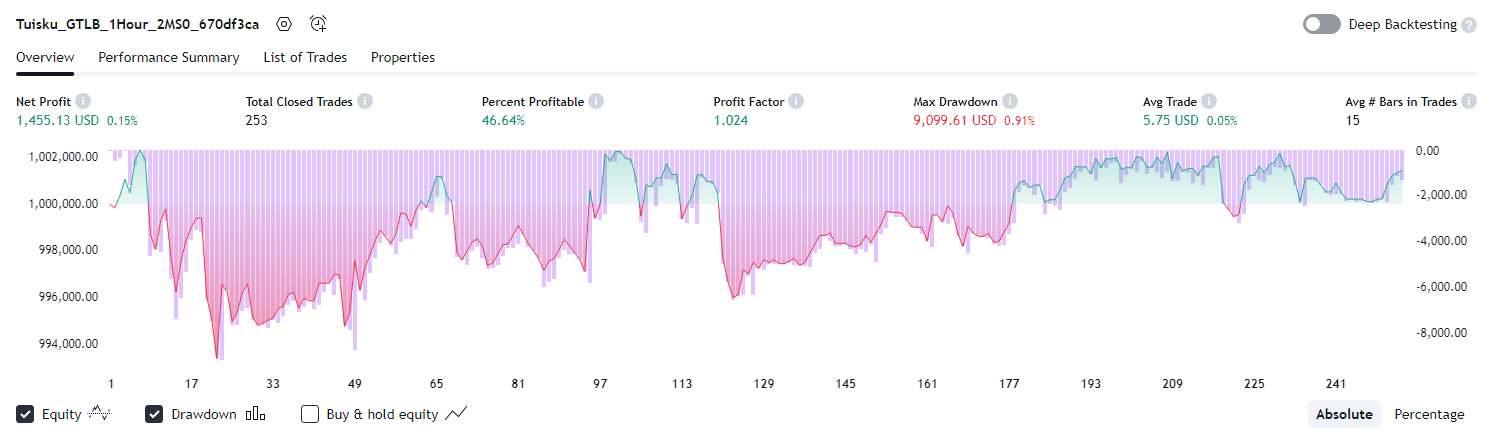 Tuisku_GTLB_1Hour_2MS0_670df3ca Deep Backtesting ?
Overview Performance Summary List of Trades Properties
Net Profit i Total Closed Trades i Percent Profitable i Profit Factor i Max Drawdown i Avg Trade i Avg # Bars in Trades i
1,455.13 USD 0.15% 253 46.64% 1.024 9,099.61 USD 0.91% 5.75 USD 0.05% 15
1,002,000.00 0.00
1,000,000.00 -2,000.00
998,000.00 -4,000.00
996,000.00 -6,000.00
994,000.00 -8,000.00
1 17 33 49 65 81 97 113 129 145 161 177 193 209 225 241
Equity Drawdown Buy & hold equity Absolute Percentage